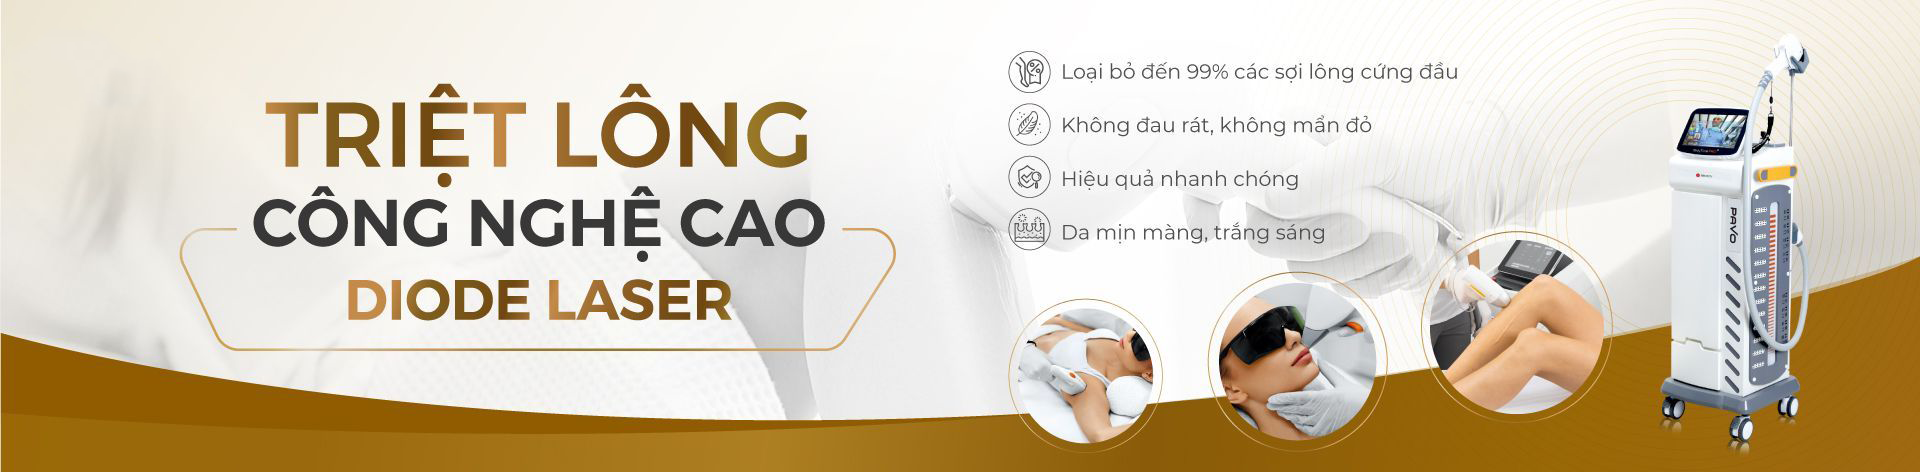 TRIỆT LÔNG
CÔNG NGHỆ CAO
DIODE LASER
Loại bỏ đến 99% các sợi lông cứng đầu
Không đau rát, không mẩn đỏ
Hiệu quả nhanh chóng
Da mịn màng, trắng sáng
PAVO